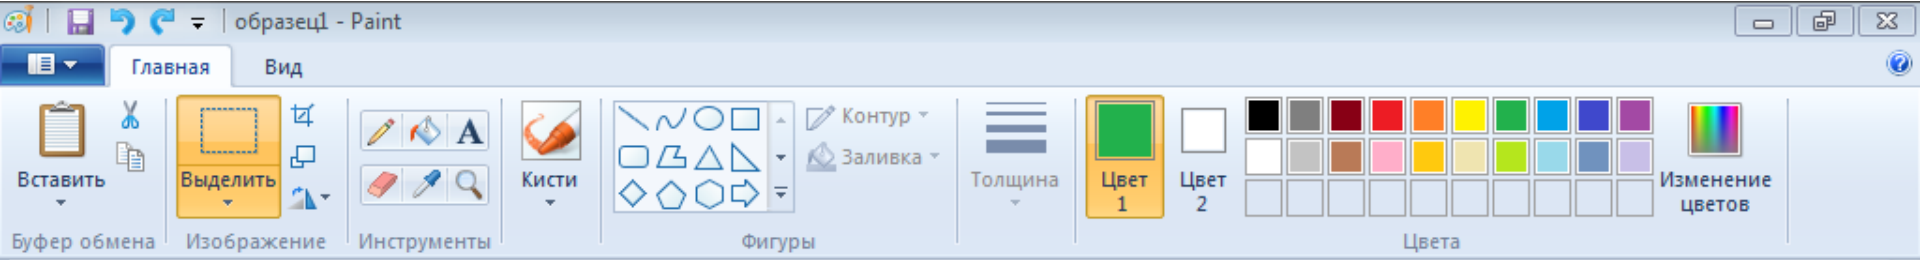 образец1 - Paint
Главная Вид
Контур
Заливка
Вставить
Выделить
Кисти
Толщина
Цвет
1
Цвет
2
Изменение
цветов
Буфер обмена
Изображение
Инструменты
Фигуры
Цвета